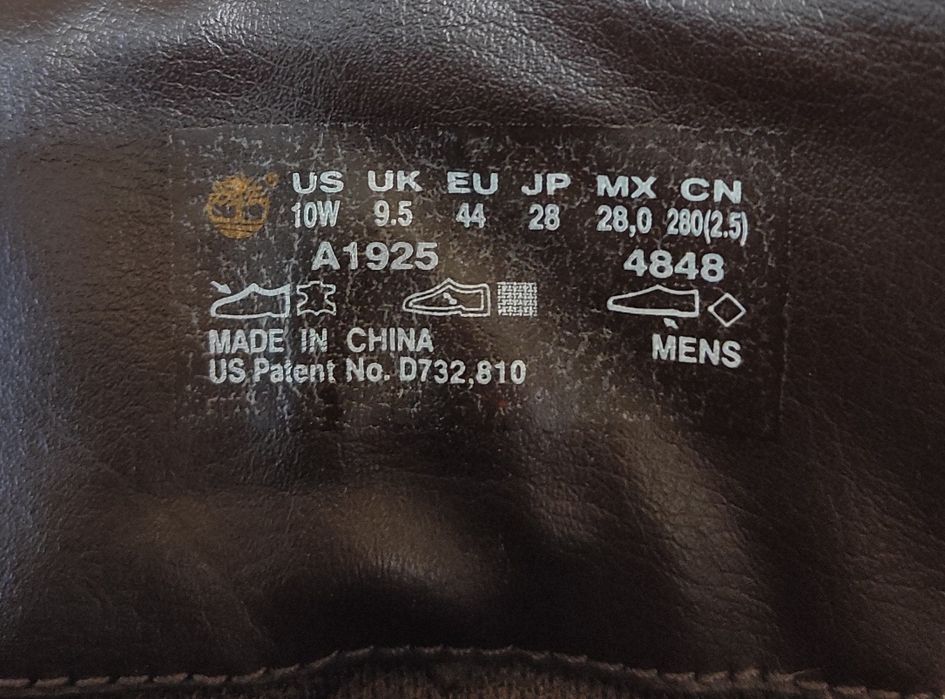 US UK EU JP MX CN
10W 9.5 44 28 28,0 280(2.5)
A1925 4848
MADE IN CHINA MENS
US Patent No. D732,810